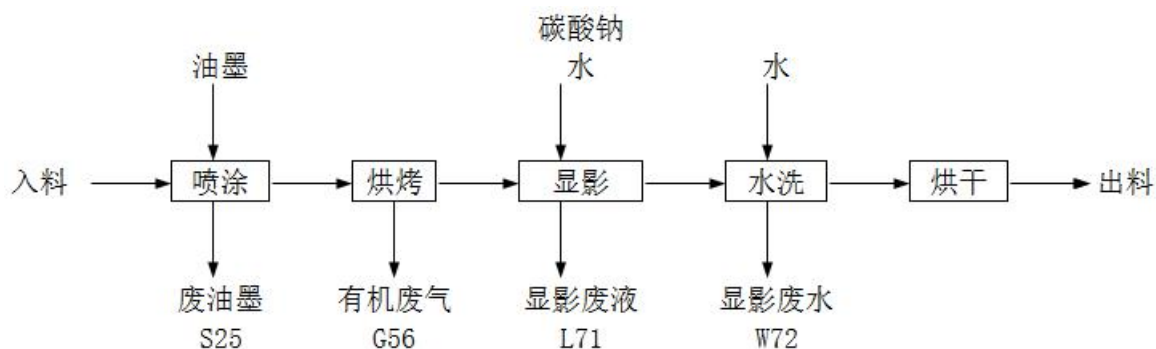 碳酸钠
油墨
水
水
入料
喷涂
烘烤
显影
水洗
烘干
出料
废油墨
有机废气
显影废液
显影废水
S25
G56
L71
W72